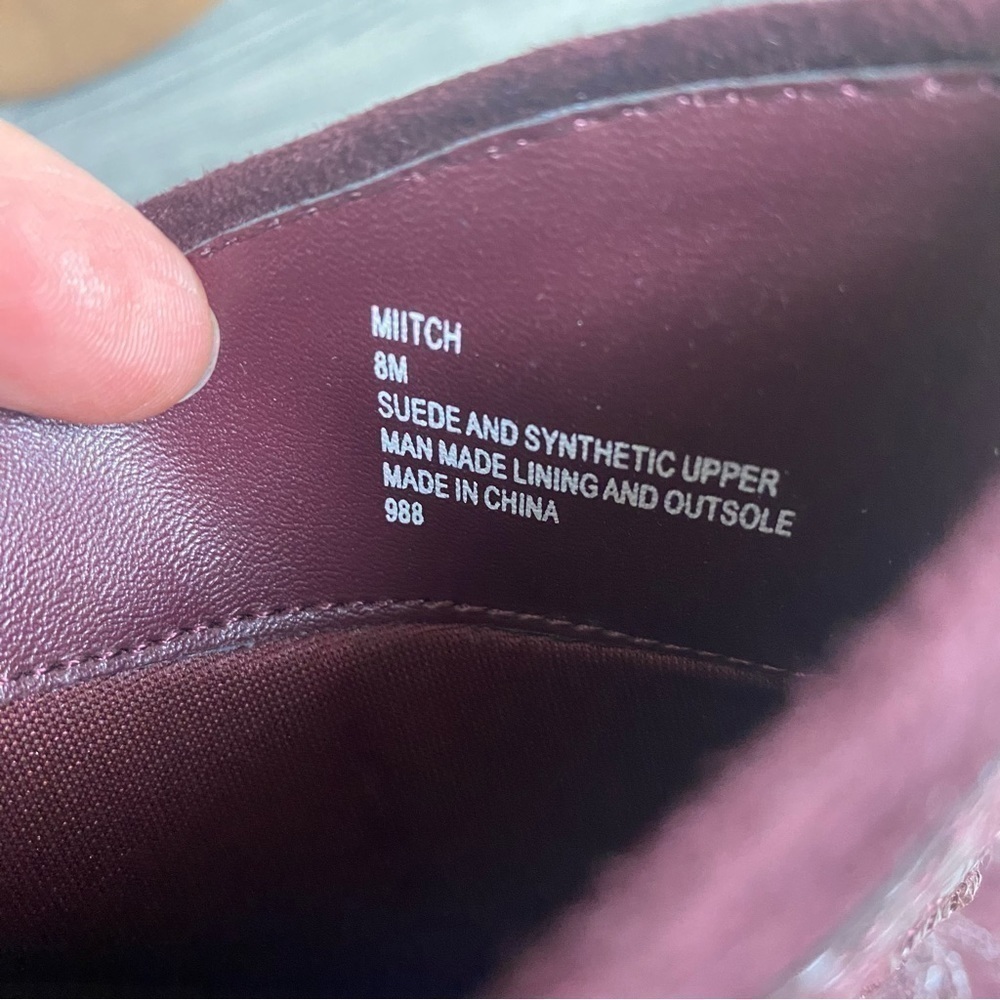 MIITCH
8M
SUEDE AND SYNTHETIC UPPER
MAN MADE LINING AND OUTSOLE
MADE IN CHINA
988